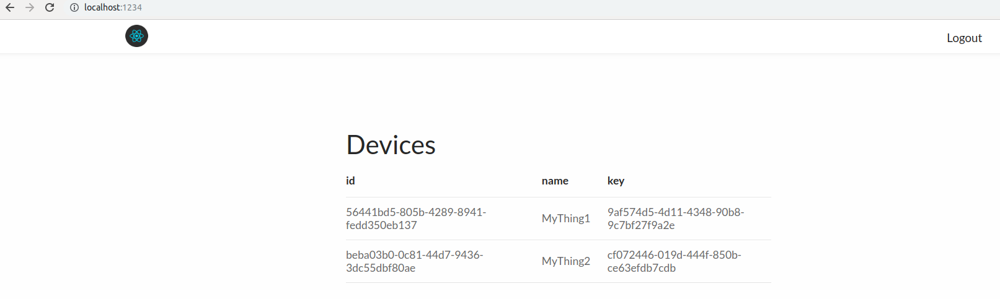 localhost:1234
Logout
Devices
id name key
56441bd5-805b-4289-8941-
fedd350eb137
MyThing1
9af574d5-4d11-4348-90b8-
9c7bf27f9a2e
beba03b0-0c81-44d7-9436-
3dc55dbf80ae
MyThing2
cf072446-019d-444f-850b-
ce63efdb7cdb